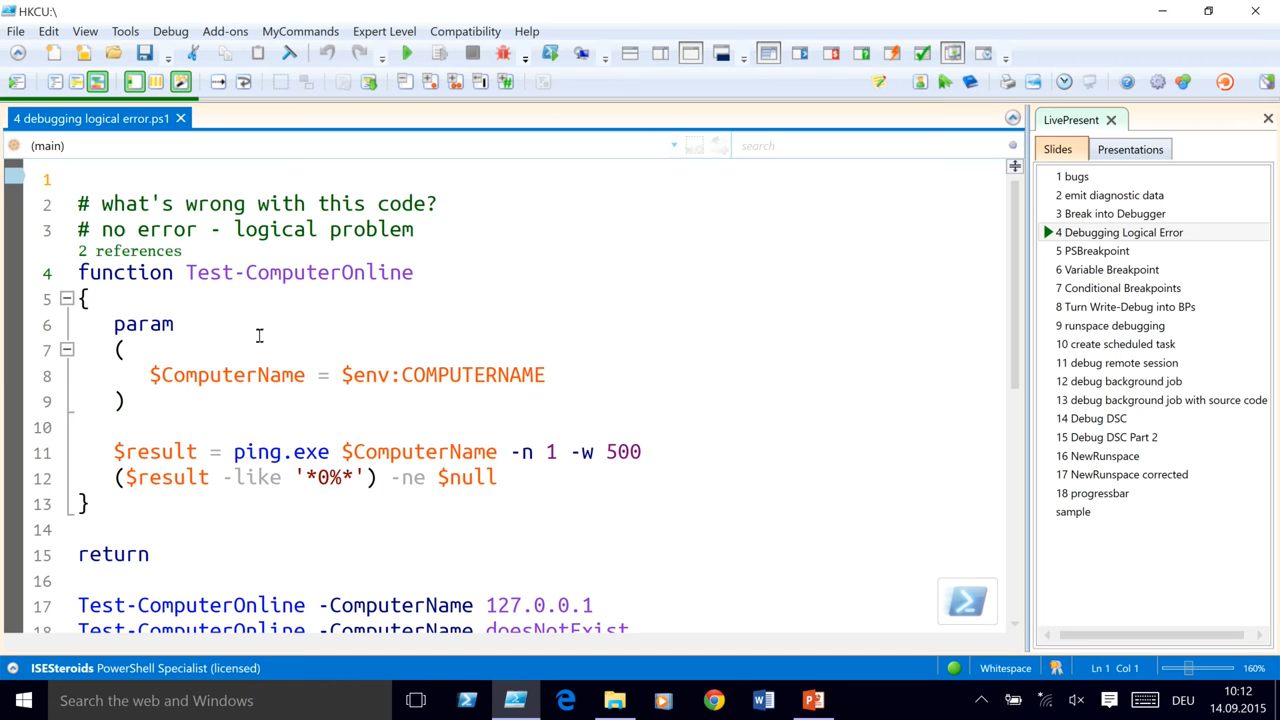 HKCU:\
File Edit View Tools Debug Add-ons MyCommands Expert Level Compatibility Help
4 debugging logical error.ps1
(main)
search
1
2 # what's wrong with this code?
3 # no error - logical problem
2 references
4 function Test-ComputerOnline
5 {
6 param
7 (
8 $ComputerName = $env:COMPUTERNAME
9 )
10
11 $result = ping.exe $ComputerName -n 1 -w 500
12 ($result -like '*0%*') -ne $null
13 }
14
15 return
16
17 Test-ComputerOnline -ComputerName 127.0.0.1
18 Test-ComputerOnline -ComputerName doesNotExist
LivePresent
Slides Presentations
1 bugs
2 emit diagnostic data
3 Break into Debugger
4 Debugging Logical Error
5 PSBreakpoint
6 Variable Breakpoint
7 Conditional Breakpoints
8 Turn Write-Debug into BPs
9 runspace debugging
10 create scheduled task
11 debug remote session
12 debug background job
13 debug background job with source code
14 Debug DSC
15 Debug DSC Part 2
16 NewRunspace
17 NewRunspace corrected
18 progressbar
sample
ISESteroids PowerShell Specialist (licensed)
Whitespace
Ln 1 Col 1
160%
Search the web and Windows
DEU
10:12
14.09.2015